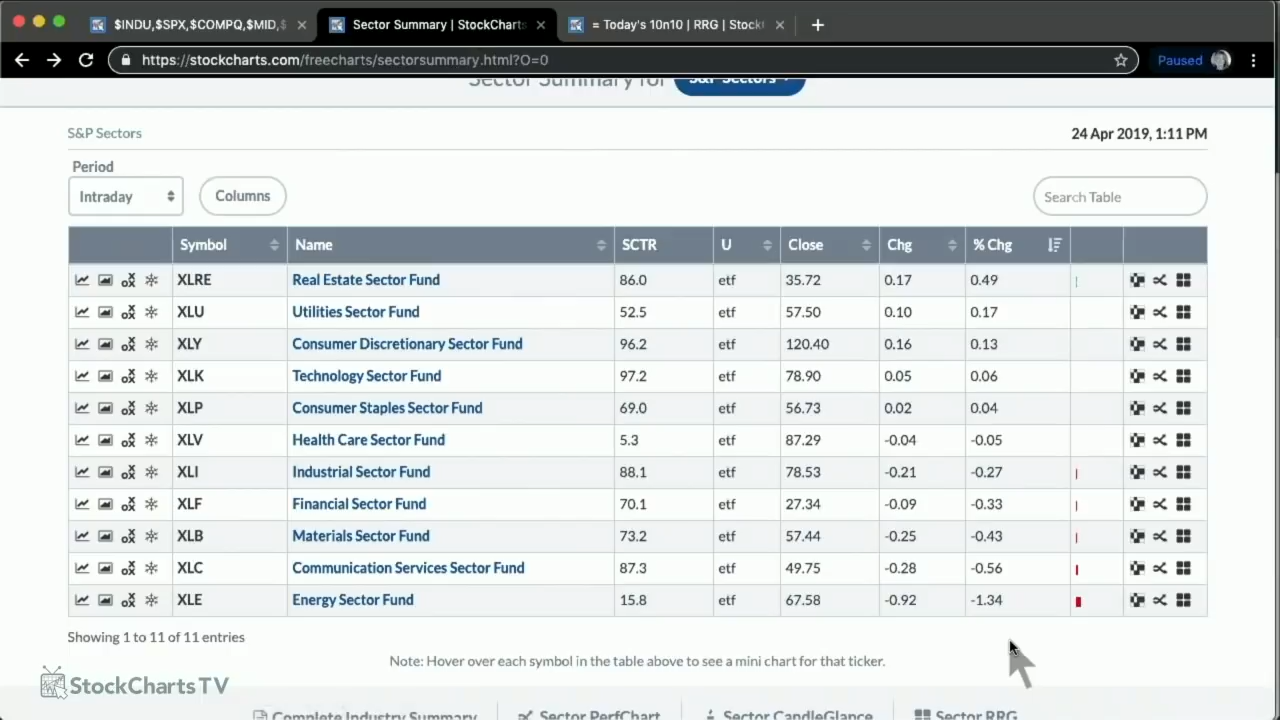 $INDU,$SPX,$COMPQ,$MID,$
Sector Summary | StockCharts
= Today's 10n10 | RRG | Stock
https://stockcharts.com/freecharts/sectorsummary.html?O=0
Paused
Sector Summary for S&P Sectors
S&P Sectors
24 Apr 2019, 1:11 PM
Period
Intraday
Columns
Search Table
Symbol Name SCTR U Close Chg % Chg
XLRE Real Estate Sector Fund 86.0 etf 35.72 0.17 0.49
XLU Utilities Sector Fund 52.5 etf 57.50 0.10 0.17
XLY Consumer Discretionary Sector Fund 96.2 etf 120.40 0.16 0.13
XLK Technology Sector Fund 97.2 etf 78.90 0.05 0.06
XLP Consumer Staples Sector Fund 69.0 etf 56.73 0.02 0.04
XLV Health Care Sector Fund 5.3 etf 87.29 -0.04 -0.05
XLI Industrial Sector Fund 88.1 etf 78.53 -0.21 -0.27
XLF Financial Sector Fund 70.1 etf 27.34 -0.09 -0.33
XLB Materials Sector Fund 73.2 etf 57.44 -0.25 -0.43
XLC Communication Services Sector Fund 87.3 etf 49.75 -0.28 -0.56
XLE Energy Sector Fund 15.8 etf 67.58 -0.92 -1.34
Showing 1 to 11 of 11 entries
Note: Hover over each symbol in the table above to see a mini chart for that ticker.
StockCharts TV
Complete Industry Summary Sector PerfChart Sector CandleGlance Sector RRG